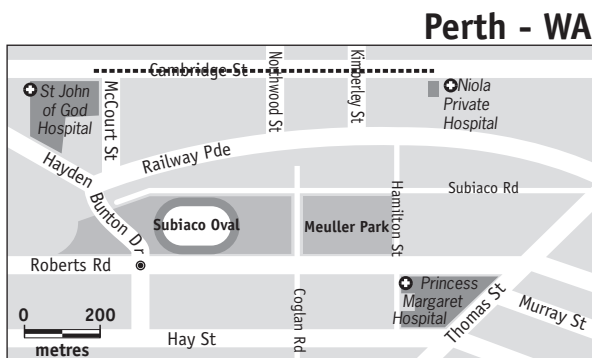 Perth - WA
Cambridge St
St John
of God
Hospital
McCourt St
Northwood St
Kimberley St
Niola
Private
Hospital
Railway Pde
Hayden
Bunton Dr
Subiaco Rd
Hamilton St
Subiaco Oval
Meuller Park
Roberts Rd
Princess
Margaret
Hospital
Coglan Rd
Thomas St
Murray St
0 200
metres
Hay St